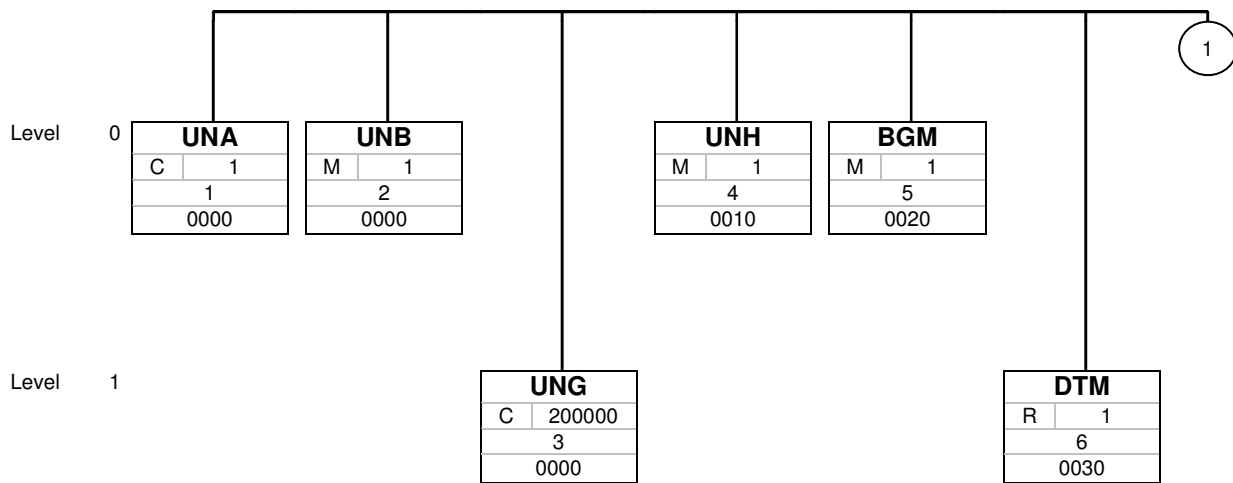 1
Level 0
UNA UNB UNH BGM
C 1 M 1 M 1 M 1
1 2 4 5
0000 0000 0010 0020
Level 1
UNG DTM
C 200000 R 1
3 6
0000 0030